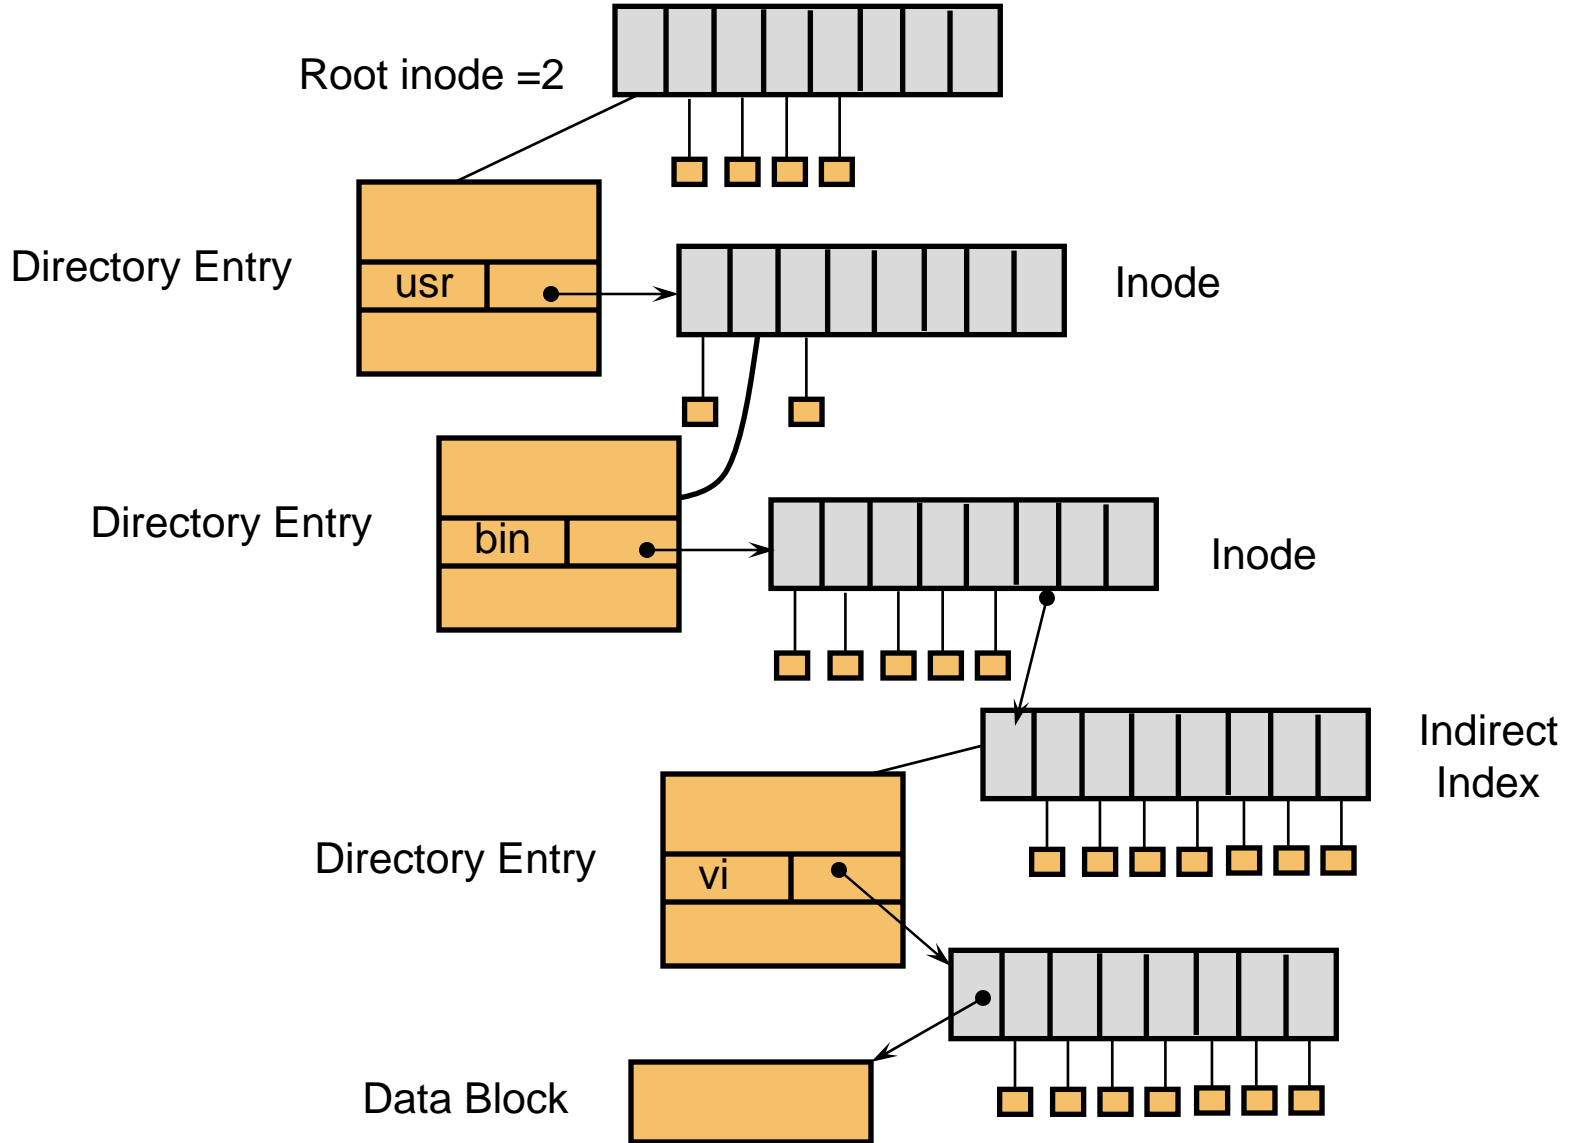 Root inode =2
Directory Entry
usr
Inode
Directory Entry
bin
Inode
Indirect
Index
Directory Entry
vi
Data Block